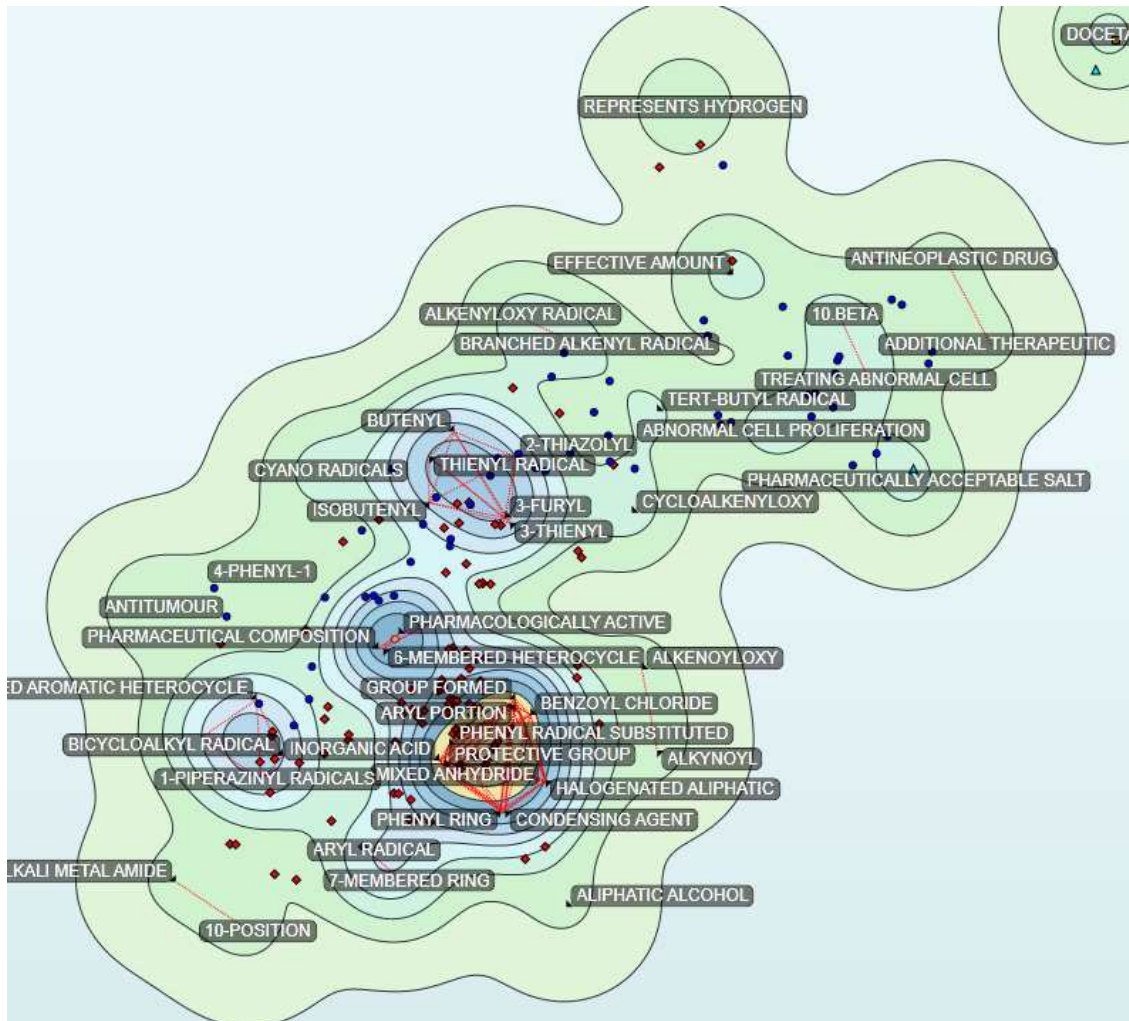 DOCETA
REPRESENTS HYDROGEN
ANTINEOPLASTIC DRUG
EFFECTIVE AMOUNT
ALKENYLOXY RADICAL
10.BETA
BRANCHED ALKENYL RADICAL
ADDITIONAL THERAPEUTIC
TREATING ABNORMAL CELL
TERT-BUTYL RADICAL
BUTENYL
ABNORMAL CELL PROLIFERATION
2-THIAZOLYL
CYANO RADICALS
THIENYL RADICAL
PHARMACEUTICALLY ACCEPTABLE SALT
ISOBUTENYL
3-FURYL
CYCLOALKENYLOXY
3-THIENYL
4-PHENYL-1
ANTITUMOUR
PHARMACOLOGICALLY ACTIVE
PHARMACEUTICAL COMPOSITION
6-MEMBERED HETEROCYCLE
ALKENOYLOXY
ED AROMATIC HETEROCYCLE
GROUP FORMED
BENZOYL CHLORIDE
ARYL PORTION
PHENYL RADICAL SUBSTITUTED
BICYCLOALKYL RADICAL
INORGANIC ACID
PROTECTIVE GROUP
ALKYNOYL
1-PIPERAZINYL RADICALS
MIXED ANHYDRIDE
HALOGENATED ALIPHATIC
PHENYL RING
CONDENSING AGENT
ARYL RADICAL
LKALI METAL AMIDE
7-MEMBERED RING
ALIPHATIC ALCOHOL
10-POSITION